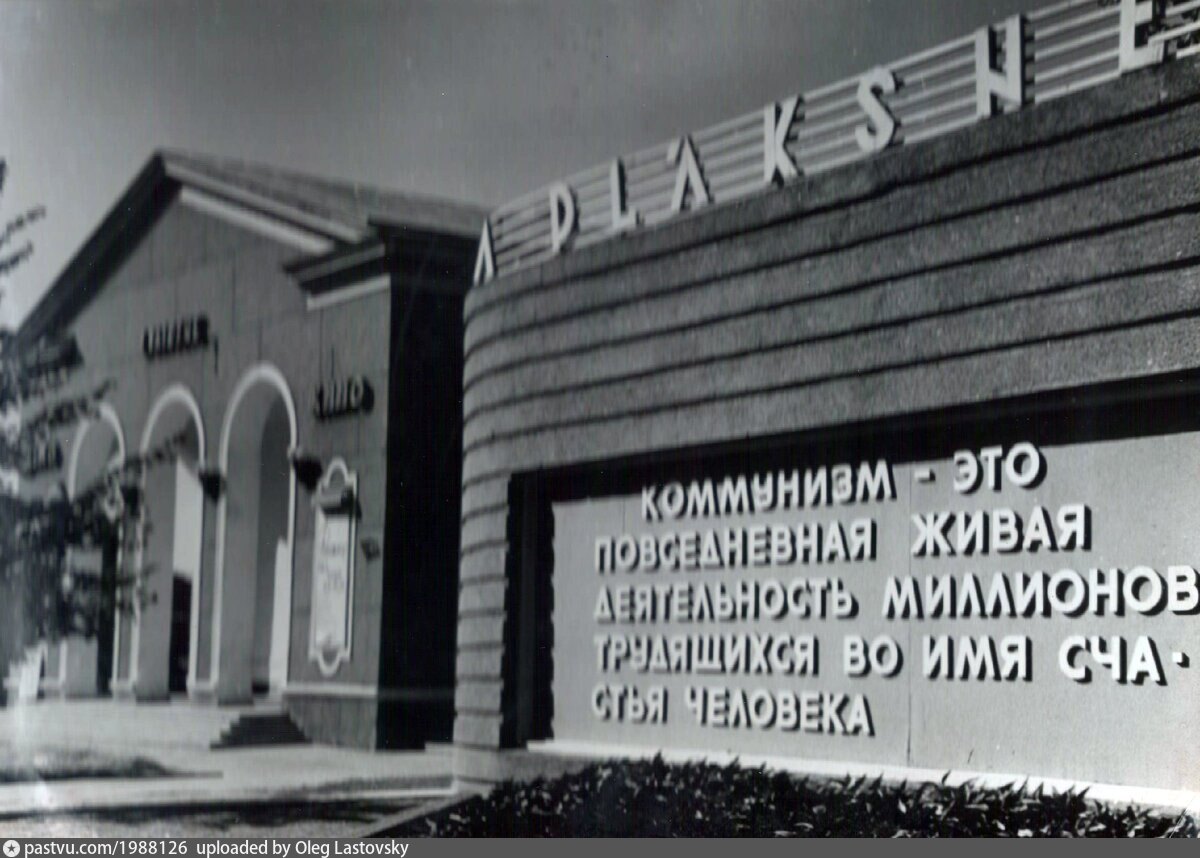 A PLAKSNE
КИНО
КОММУНИЗМ - ЭТО
ПОВСЕДНЕВНАЯ ЖИВАЯ
ДЕЯТЕЛЬНОСТЬ МИЛЛИОНОВ
ТРУДЯЩИХСЯ ВО ИМЯ СЧА-
СТЬЯ ЧЕЛОВЕКА
pastvu.com/1988126 uploaded by Oleg Lastovsky